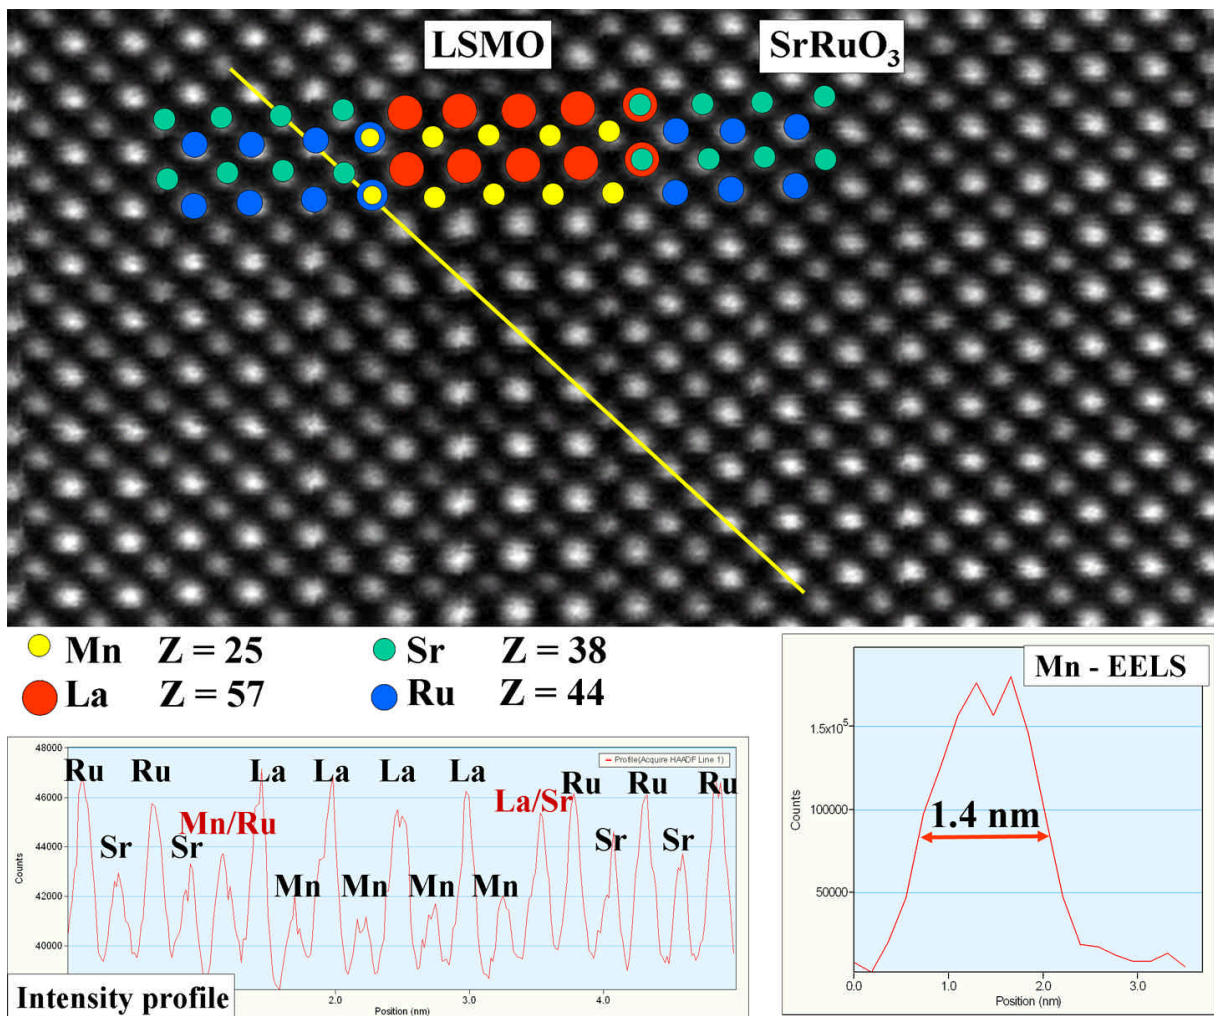 LSMO
SrRuO₃
Mn Z = 25
Sr Z = 38
La Z = 57
Ru Z = 44
Mn - EELS
1.5x10⁵
100000
50000
Counts
1.4 nm
0.0 1.0 2.0 3.0
Position (nm)
Profile(Acquire HAADF Line 1)
48000
46000
44000
42000
40000
Counts
Ru Ru La La La La Ru Ru Ru
La/Sr
Mn/Ru
Sr Sr Sr Sr
Mn Mn Mn Mn
2.0 3.0 4.0
Position (nm)
Intensity profile